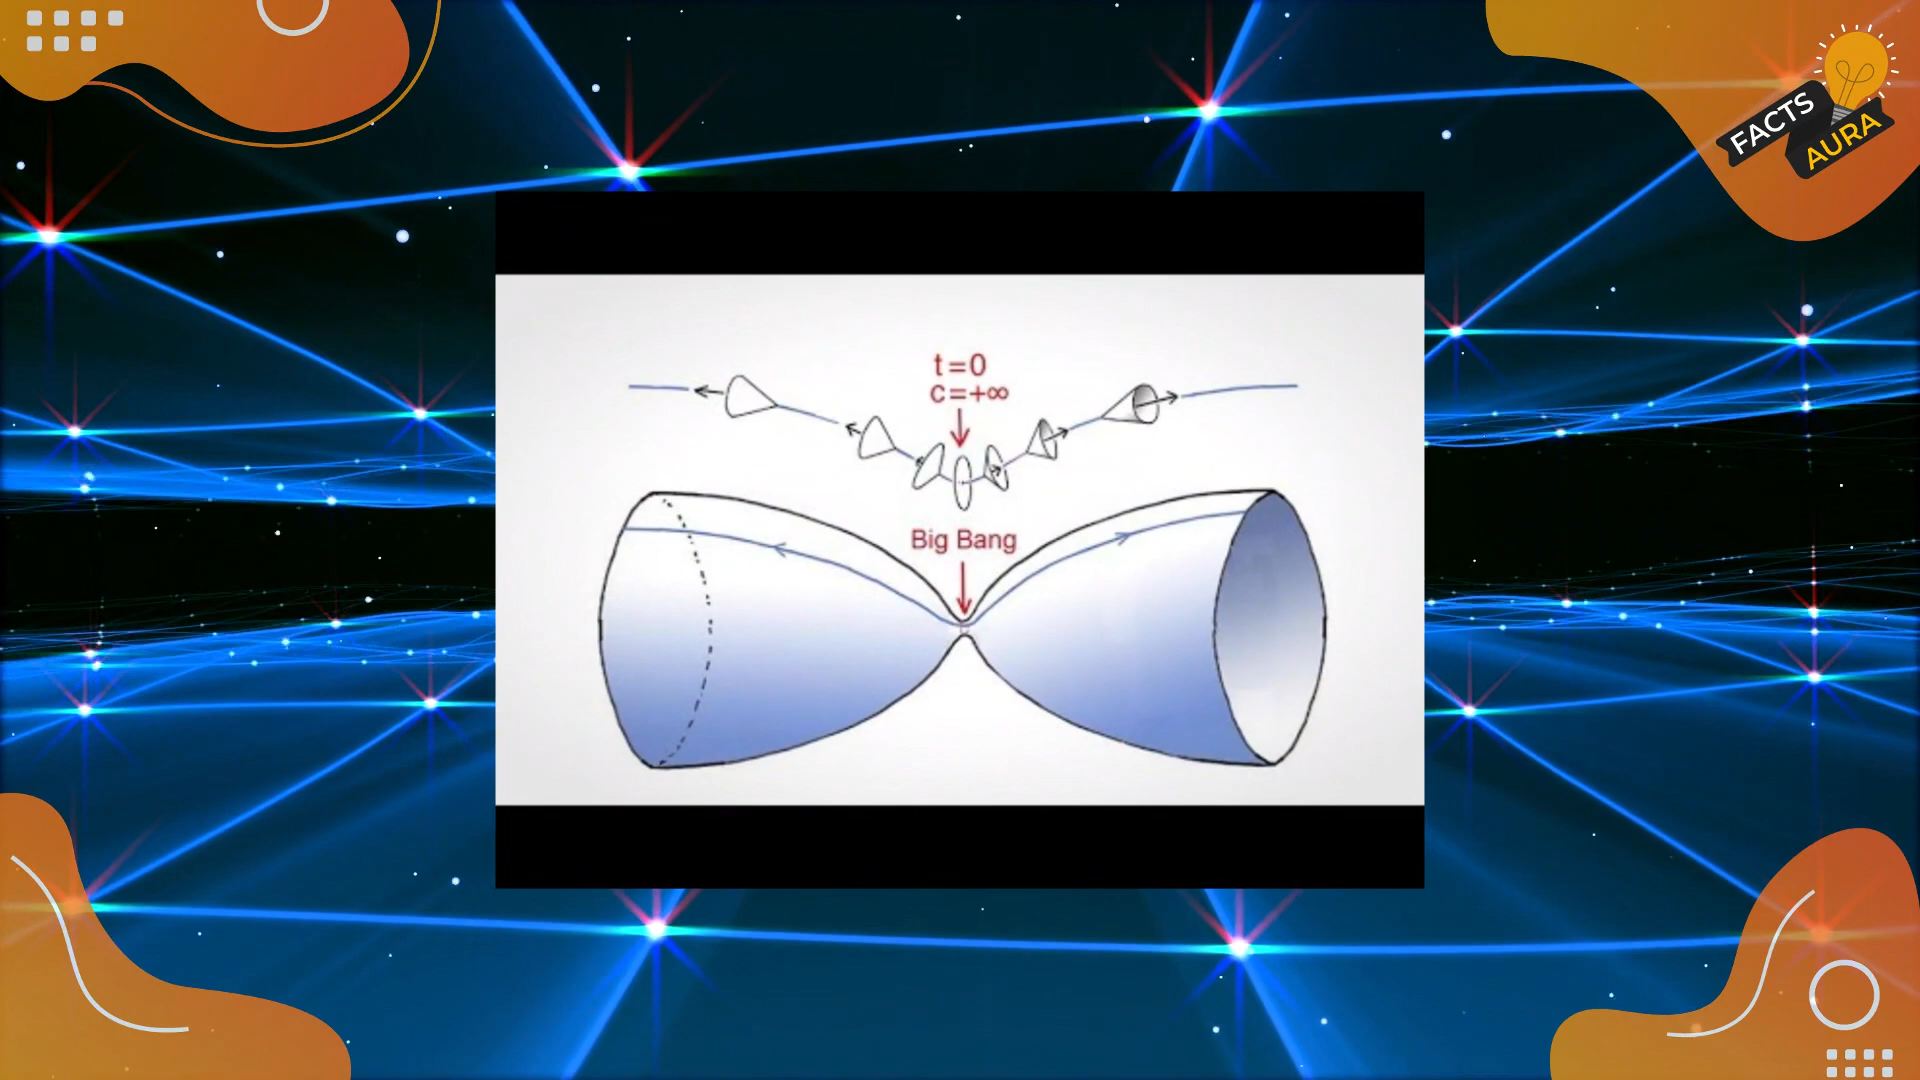 FACTS
AURA
t=0
c=+∞
Big Bang